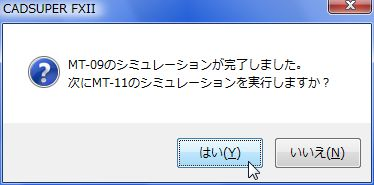 CADSUPER FXII
MT-09のシミュレーションが完了しました。
次にMT-11のシミュレーションを実行しますか？
はい(Y)
いいえ(N)